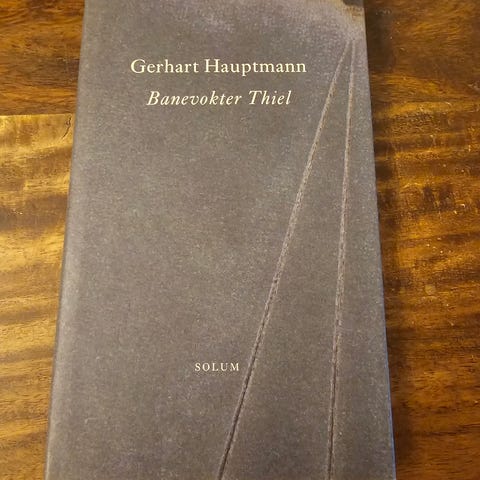 Gerhart Hauptmann
Banevokter Thiel
SOLUM